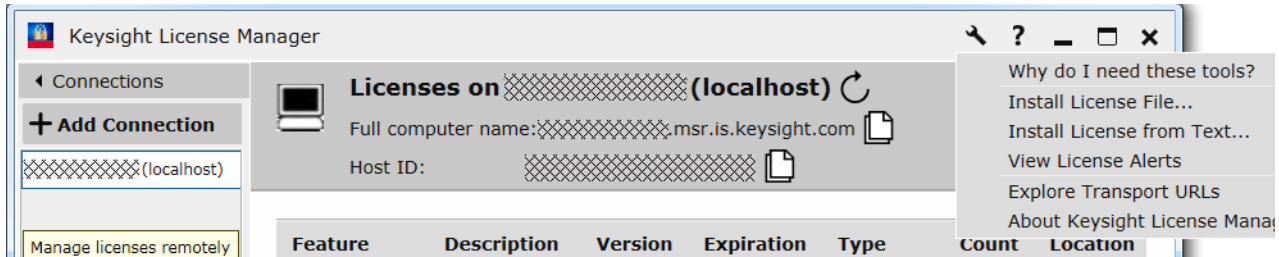 Keysight License Manager
?
Connections
Add Connection
(localhost)
Manage licenses remotely
Licenses on (localhost)
Full computer name: .msr.is.keysight.com
Host ID:
Feature Description Version Expiration Type Count Location
Why do I need these tools?
Install License File...
Install License from Text...
View License Alerts
Explore Transport URLs
About Keysight License